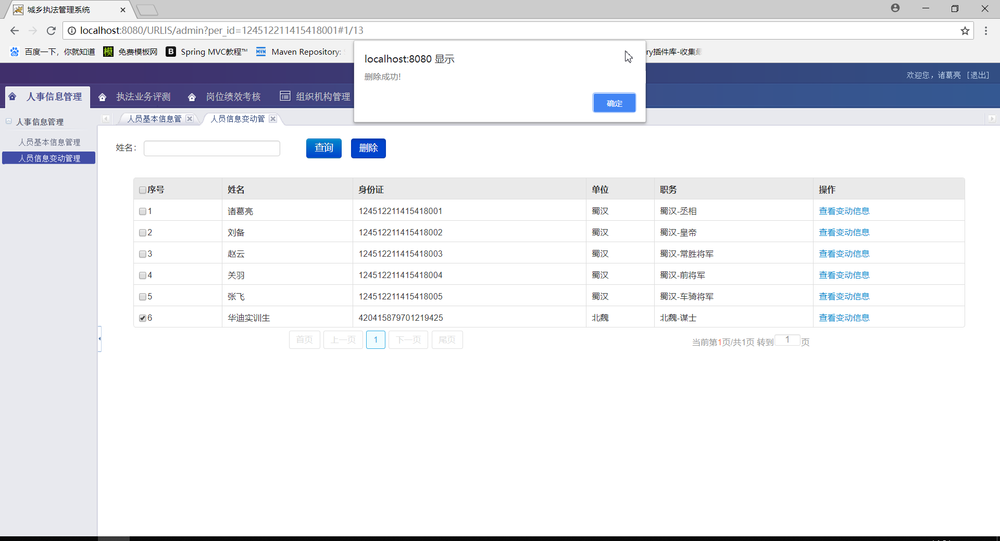 城乡执法管理系统
localhost:8080/URLIS/admin?per_id=124512211415418001#1/13
百度一下，你就知道 免费模板网 Spring MVC教程™ Maven Repository: ry插件库-收集
localhost:8080 显示
删除成功!
确定
欢迎您，诸葛亮 [退出]
人事信息管理 执法业务评测 岗位绩效考核 组织机构管理
人事信息管理
人员基本信息管理
人员信息变动管理
人员基本信息管 人员信息变动管
姓名： 查询 删除
序号 姓名 身份证 单位 职务 操作
1 诸葛亮 124512211415418001 蜀汉 蜀汉-丞相 查看变动信息
2 刘备 124512211415418002 蜀汉 蜀汉-皇帝 查看变动信息
3 赵云 124512211415418003 蜀汉 蜀汉-常胜将军 查看变动信息
4 关羽 124512211415418004 蜀汉 蜀汉-前将军 查看变动信息
5 张飞 124512211415418005 蜀汉 蜀汉-车骑将军 查看变动信息
6 华迪实训生 420415879701219425 北魏 北魏-谋士 查看变动信息
首页 上一页 1 下一页 尾页 当前第1页/共1页 转到 1 页